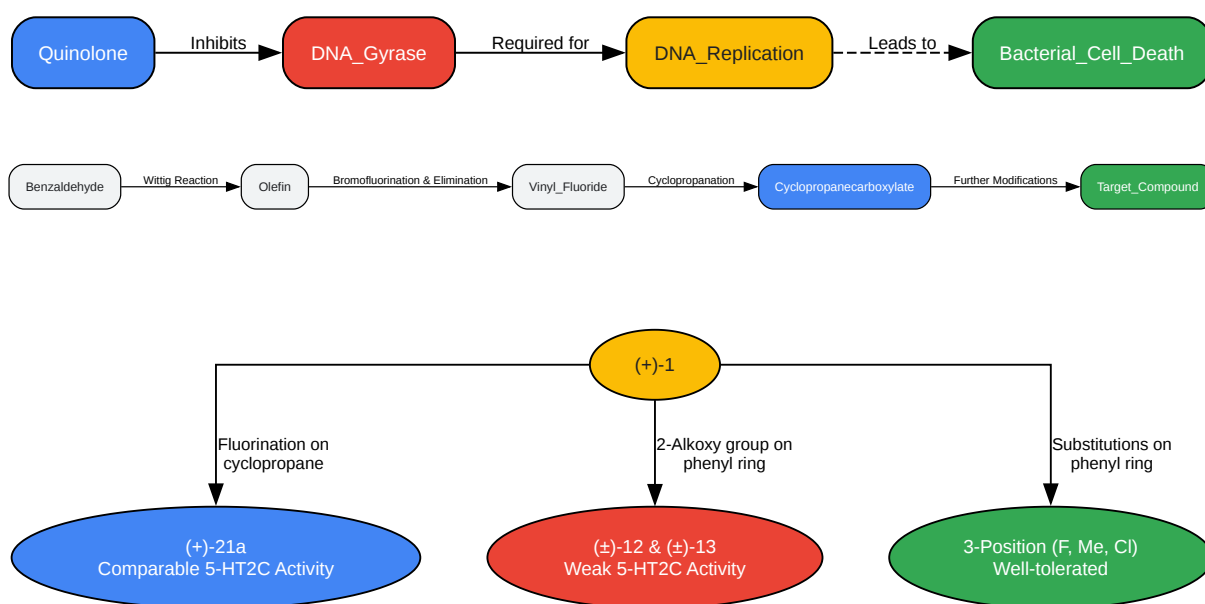 Quinolone
Inhibits
DNA_Gyrase
Required for
DNA_Replication
Leads to
Bacterial_Cell_Death
Benzaldehyde
Wittig Reaction
Olefin
Bromofluorination & Elimination
Vinyl_Fluoride
Cyclopropanation
Cyclopropanecarboxylate
Further Modifications
Target_Compound
(+)-1
Fluorination on
cyclopropane
2-Alkoxy group on
phenyl ring
Substitutions on
phenyl ring
(+)-21a
Comparable 5-HT2C Activity
(±)-12 & (±)-13
Weak 5-HT2C Activity
3-Position (F, Me, Cl)
Well-tolerated